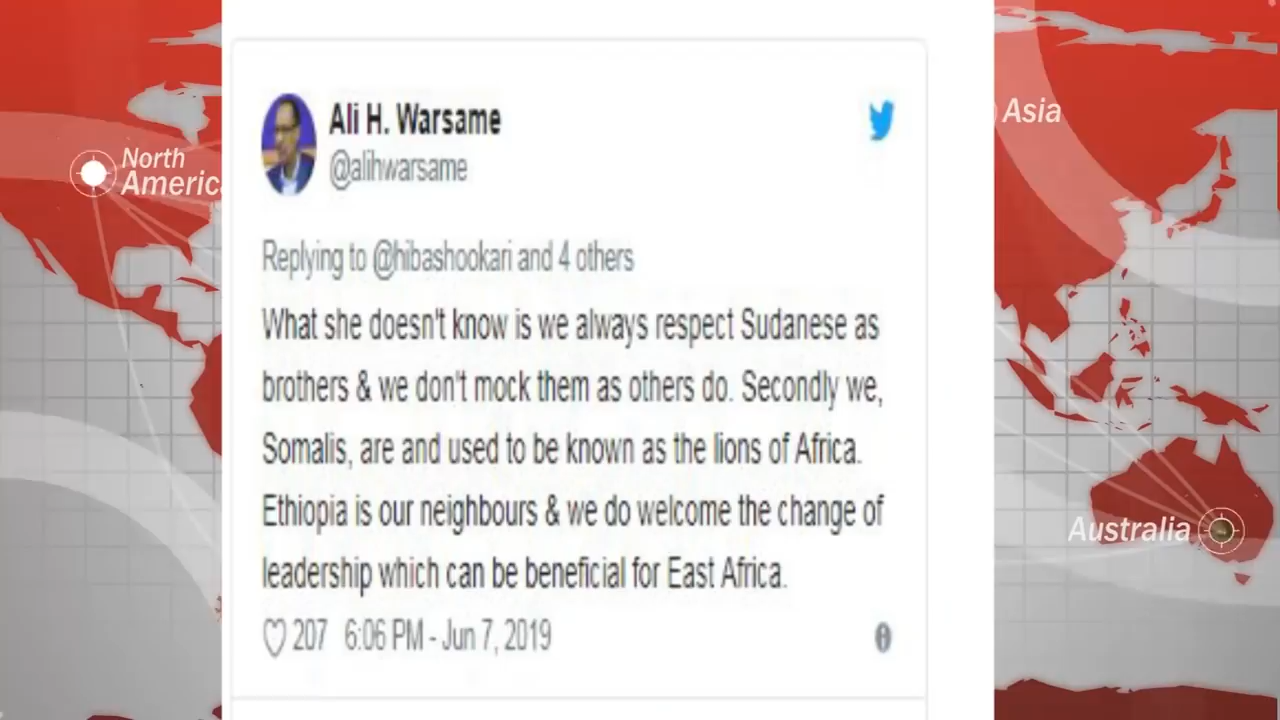 North
America
Asia
Australia
Ali H. Warsame
@alihwarsame
Replying to @hibashookari and 4 others
What she doesn't know is we always respect Sudanese as
brothers & we don't mock them as others do. Secondly we,
Somalis, are and used to be known as the lions of Africa.
Ethiopia is our neighbours & we do welcome the change of
leadership which can be beneficial for East Africa.
207 6:06 PM - Jun 7, 2019